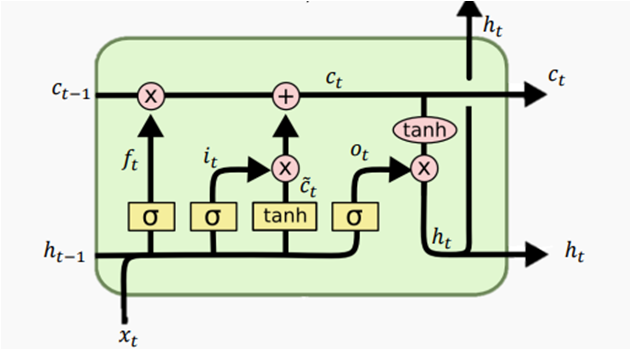 h_t
c_{t-1}
x
+
c_t
c_t
tanh
f_t
i_t
x
o_t
x
c̃_t
σ
σ
tanh
σ
h_t
h_{t-1}
h_t
x_t